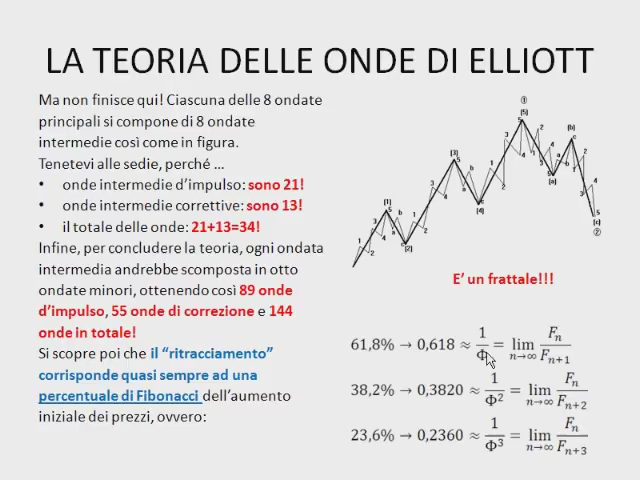 LA TEORIA DELLE ONDE DI ELLIOTT
Ma non finisce qui! Ciascuna delle 8 ondate
principali si compone di 8 ondate
intermedie così come in figura.
Tenetevi alle sedie, perché ...
• onde intermedie d'impulso: sono 21!
• onde intermedie correttive: sono 13!
• il totale delle onde: 21+13=34!
Infine, per concludere la teoria, ogni ondata
intermedia andrebbe scomposta in otto
ondate minori, ottenendo così 89 onde
d'impulso, 55 onde di correzione e 144
onde in totale!
Si scopre poi che il "ritracciamento"
corrisponde quasi sempre ad una
percentuale di Fibonacci dell'aumento
iniziale dei prezzi, ovvero:
E' un frattale!!!
61,8% → 0,618 ≈ 1/Φ = lim n→∞ Fn/Fn+1
38,2% → 0,3820 ≈ 1/Φ² = lim n→∞ Fn/Fn+2
23,6% → 0,2360 ≈ 1/Φ³ = lim n→∞ Fn/Fn+3